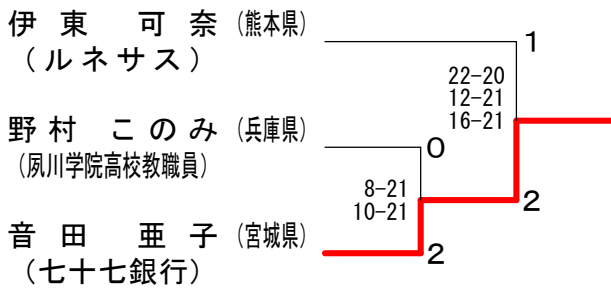 伊東 可奈 (熊本県)
(ルネサス)
1
22-20
12-21
16-21
野村 このみ (兵庫県)
(夙川学院高校教職員)
0
8-21
10-21
2
音田 亜子 (宮城県)
(七十七銀行)
2